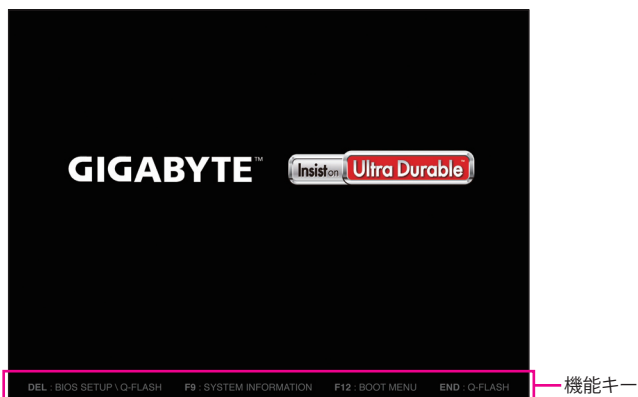 GIGABYTE™ Insist on Ultra Durable™
DEL : BIOS SETUP \ Q-FLASH F9 : SYSTEM INFORMATION F12 : BOOT MENU END : Q-FLASH
機能キー